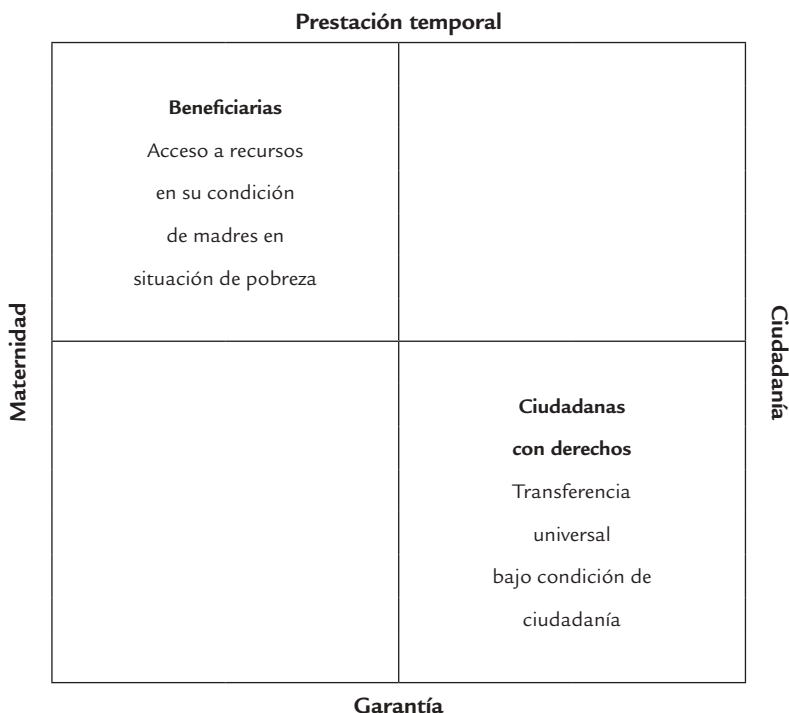 Prestación temporal
Beneficiarias
Acceso a recursos
en su condición
de madres en
situación de pobreza
Maternidad
Ciudadanía
Ciudadanas
con derechos
Transferencia
universal
bajo condición de
ciudadanía
Garantía